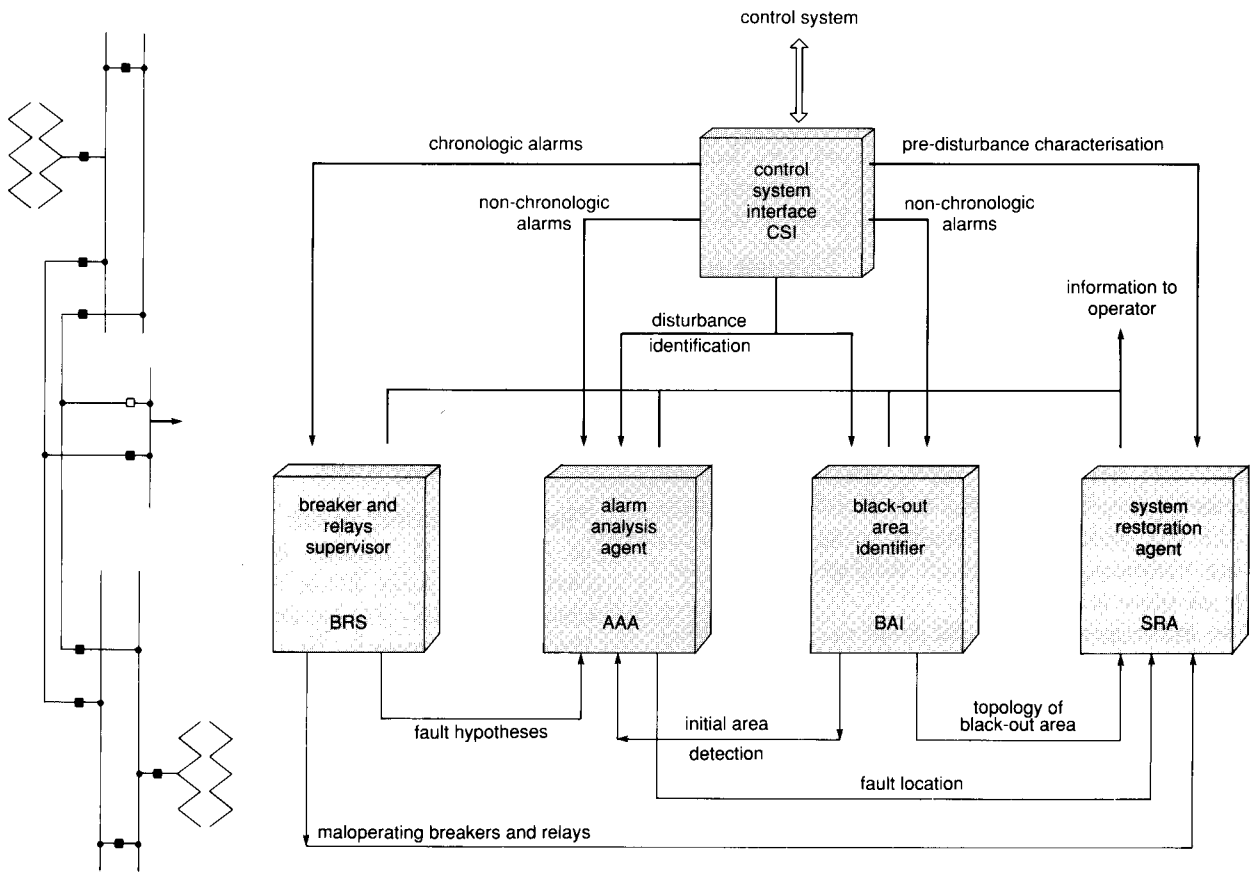 control system
chronologic alarms
pre-disturbance characterisation
control
system
interface
CSI
non-chronologic
alarms
non-chronologic
alarms
information to
operator
disturbance
identification
breaker and
relays
supervisor
BRS
alarm
analysis
agent
AAA
black-out
area
identifier
BAI
system
restoration
agent
SRA
fault hypotheses
initial area
detection
topology of
black-out area
fault location
maloperating breakers and relays